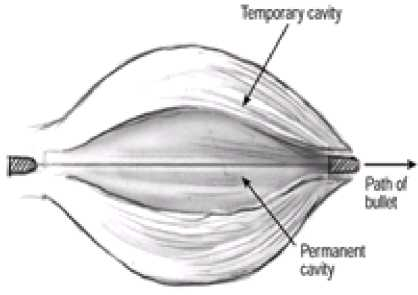 Temporary cavity
Path of
bullet
Permanent
cavity